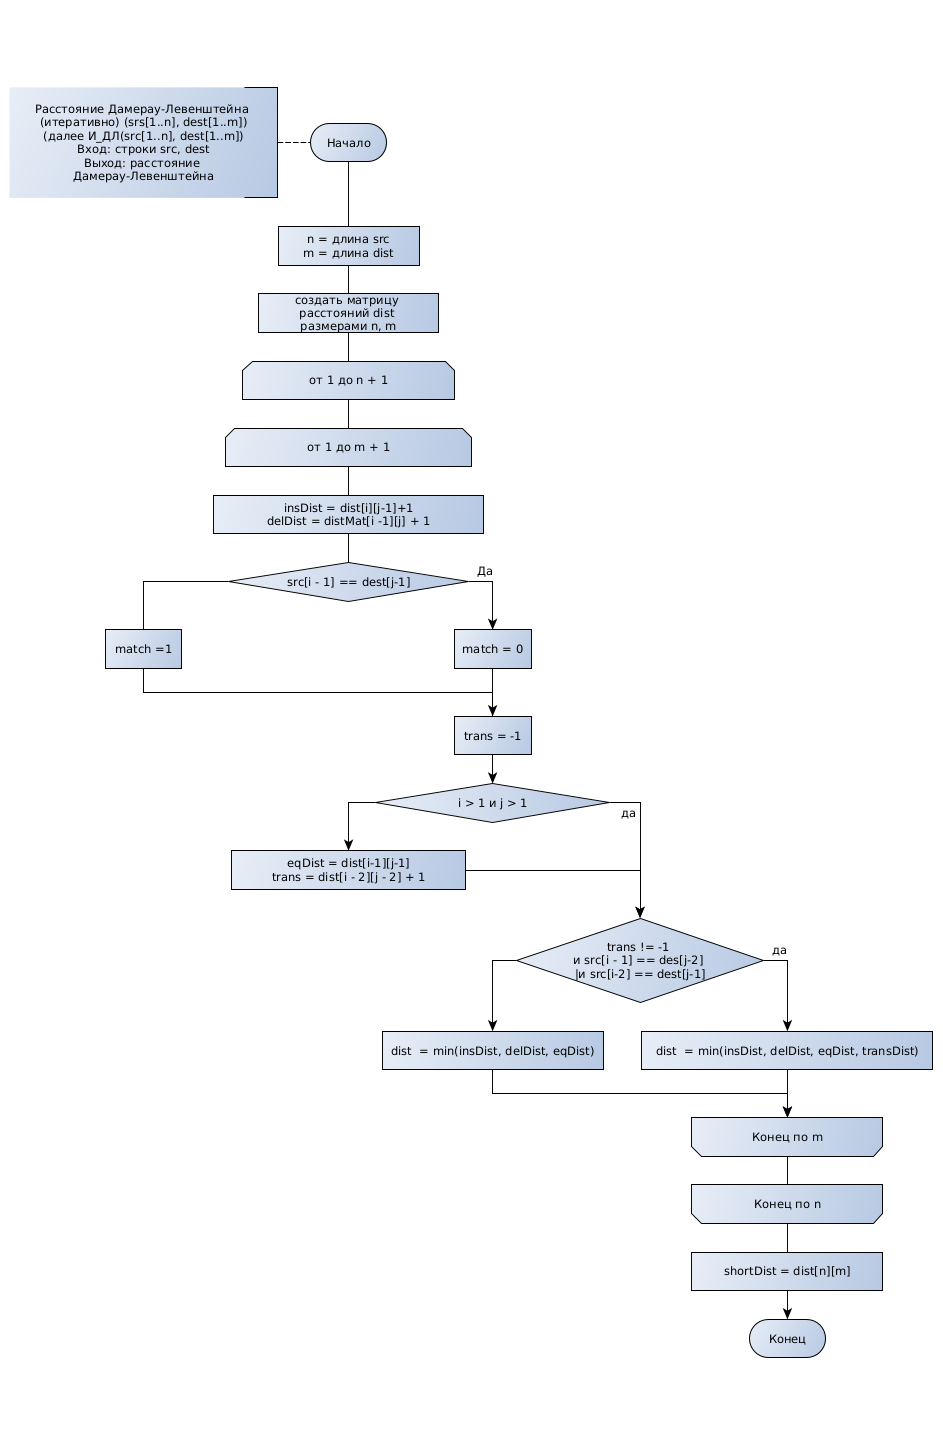 Расстояние Дамерау-Левенштейна
(итеративно) (srs[1..n], dest[1..m])
(далее И_ДЛ(src[1..n], dest[1..m])
Вход: строки src, dest
Выход: расстояние
Дамерау-Левенштейна
Начало
n = длина src
m = длина dist
создать матрицу
расстояний dist
размерами n, m
от 1 до n + 1
от 1 до m + 1
insDist = dist[i][j-1]+1
delDist = distMat[i -1][j] + 1
src[i - 1] == dest[j-1]
Да
match =1
match = 0
trans = -1
i > 1 и j > 1
да
eqDist = dist[i-1][j-1]
trans = dist[i - 2][j - 2] + 1
trans != -1
и src[i - 1] == des[j-2]
|и src[i-2] == dest[j-1]
да
dist  = min(insDist, delDist, eqDist)
dist  = min(insDist, delDist, eqDist, transDist)
Конец по m
Конец по n
shortDist = dist[n][m]
Конец